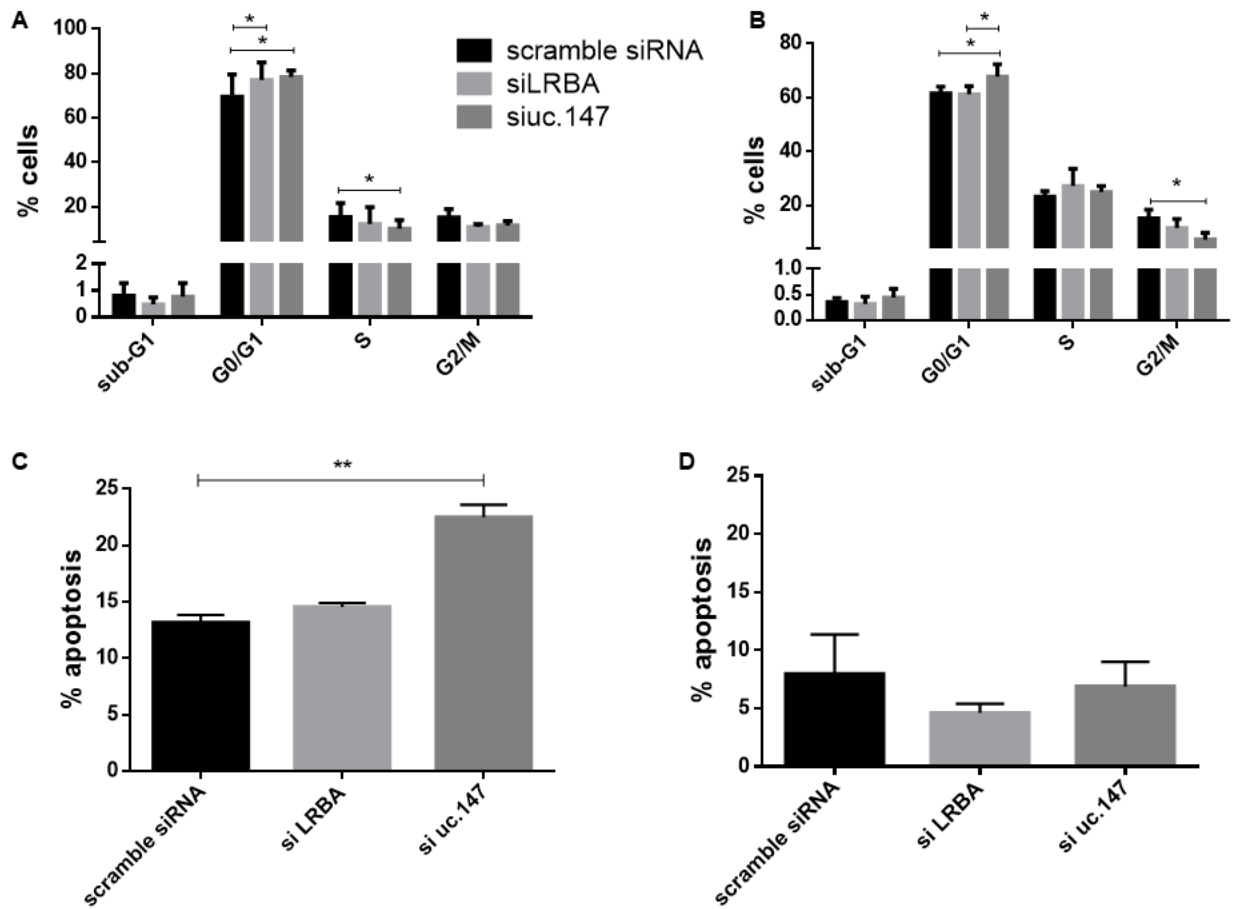 A
100
80
60
40
20
2
1
0
% cells
*
*
*
sub-G1
G0/G1
S
G2/M
scramble siRNA
siLRBA
siuc.147
B
80
60
40
20
1.0
0.5
0.0
% cells
*
*
*
sub-G1
G0/G1
S
G2/M
C
**
25
20
15
10
5
0
% apoptosis
scramble siRNA
si LRBA
si uc.147
D
25
20
15
10
5
0
% apoptosis
scramble siRNA
si LRBA
si uc.147